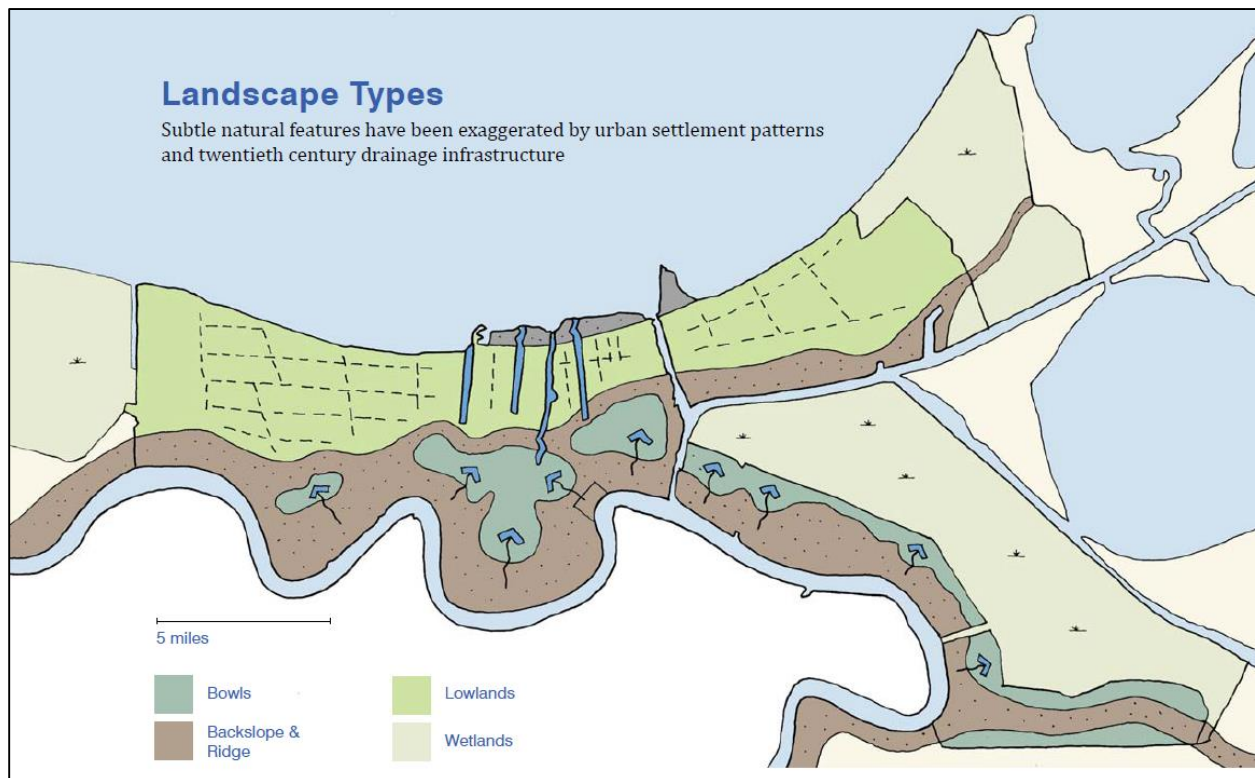 Landscape Types
Subtle natural features have been exaggerated by urban settlement patterns
and twentieth century drainage infrastructure
5 miles
Bowls
Backslope &
Ridge
Lowlands
Wetlands